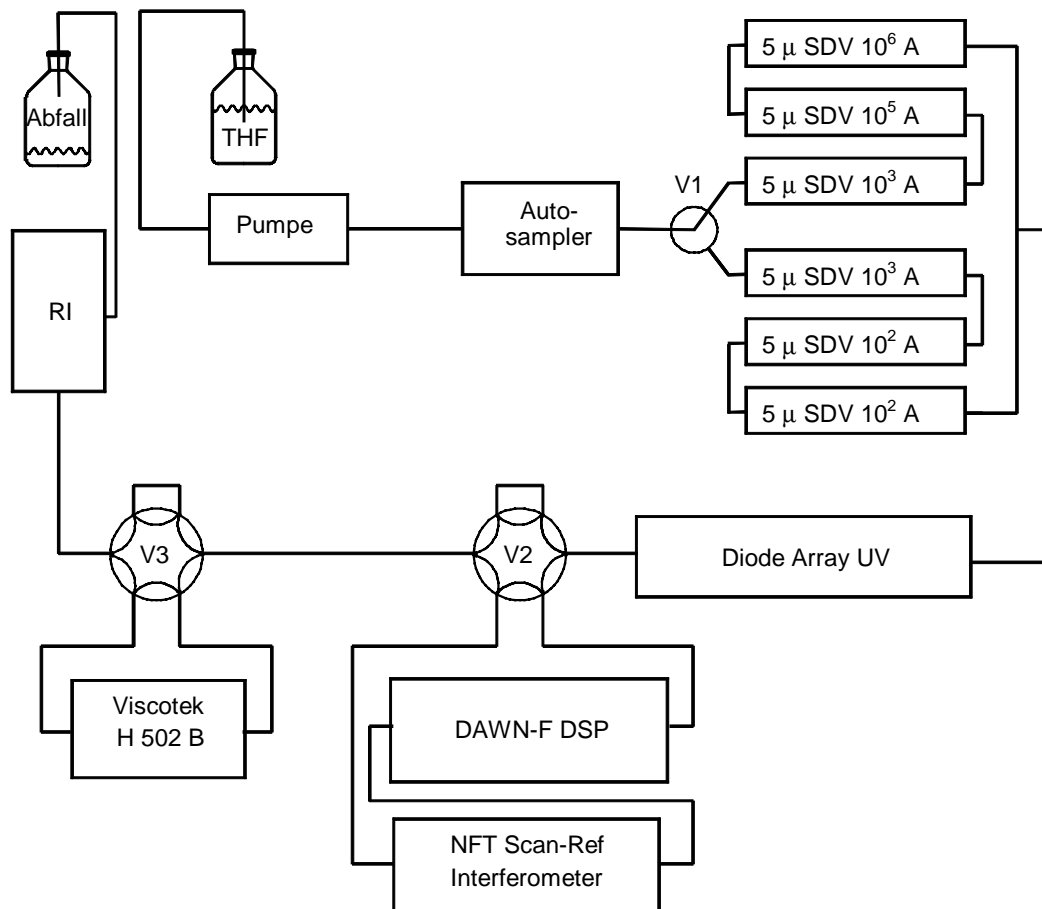 Abfall
THF
5 μ SDV 10⁶ A
5 μ SDV 10⁵ A
5 μ SDV 10³ A
V1
Pumpe
Auto-
sampler
5 μ SDV 10³ A
5 μ SDV 10² A
5 μ SDV 10² A
RI
V3
V2
Diode Array UV
Viscotek
H 502 B
DAWN-F DSP
NFT Scan-Ref
Interferometer